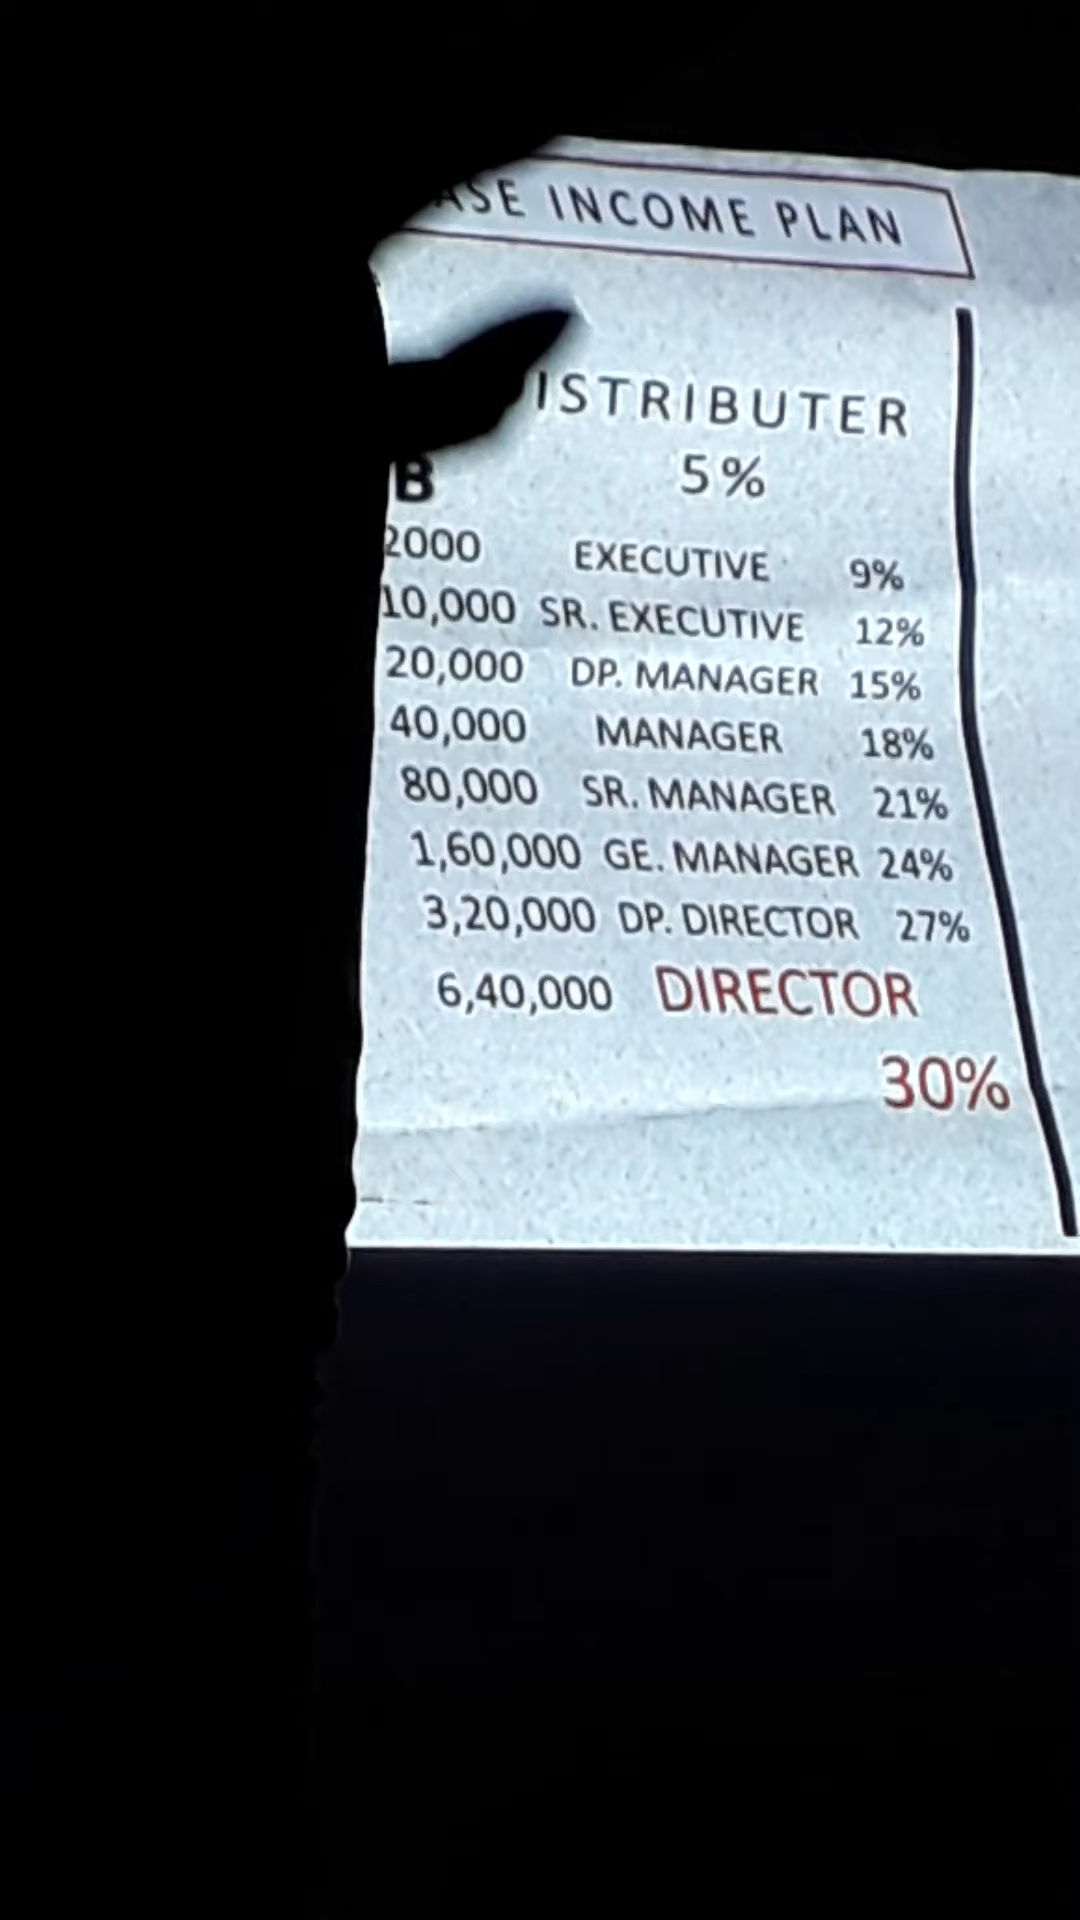 INCOME PLAN
ISTRIBUTER
5%
B
2000 EXECUTIVE 9%
10,000 SR. EXECUTIVE 12%
20,000 DP. MANAGER 15%
40,000 MANAGER 18%
80,000 SR. MANAGER 21%
1,60,000 GE. MANAGER 24%
3,20,000 DP. DIRECTOR 27%
6,40,000 DIRECTOR
30%